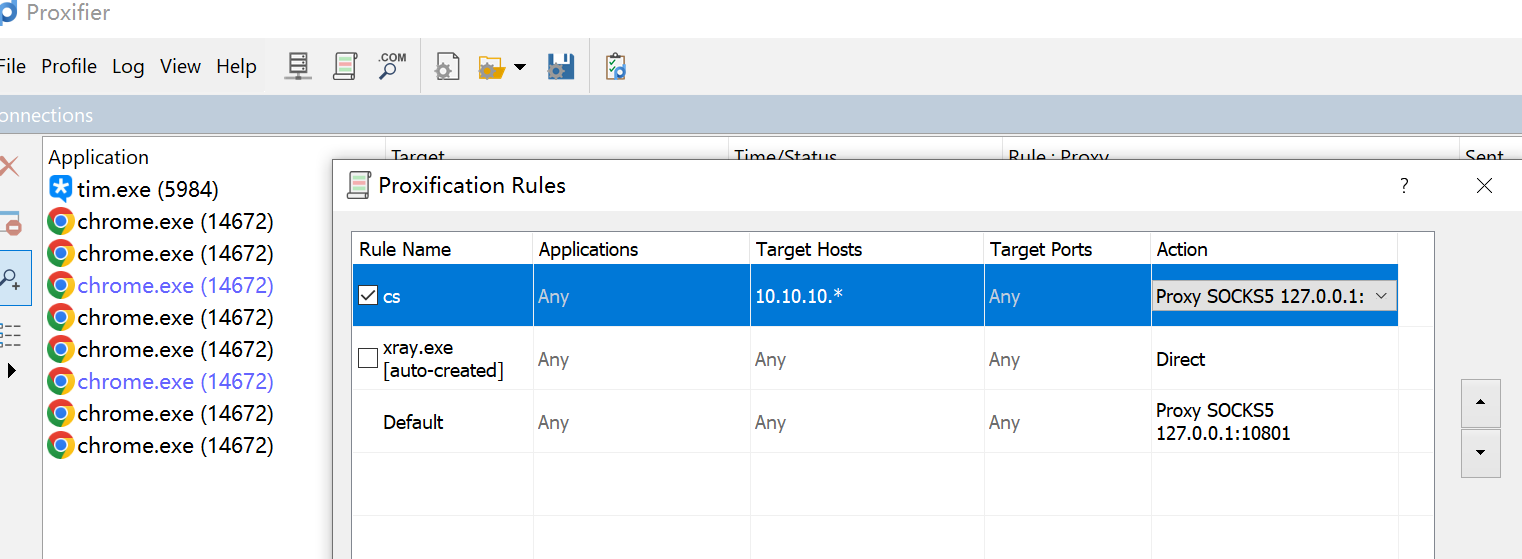 Proxifier
File Profile Log View Help
.COM
onnections
Application Target Time/Status Rule : Proxy Sent
tim.exe (5984)
chrome.exe (14672)
chrome.exe (14672)
chrome.exe (14672)
chrome.exe (14672)
chrome.exe (14672)
chrome.exe (14672)
chrome.exe (14672)
chrome.exe (14672)
Proxification Rules ?
Rule Name Applications Target Hosts Target Ports Action
cs Any 10.10.10.* Any Proxy SOCKS5 127.0.0.1:
xray.exe
[auto-created] Any Any Any Direct
Default Any Any Any Proxy SOCKS5
127.0.0.1:10801